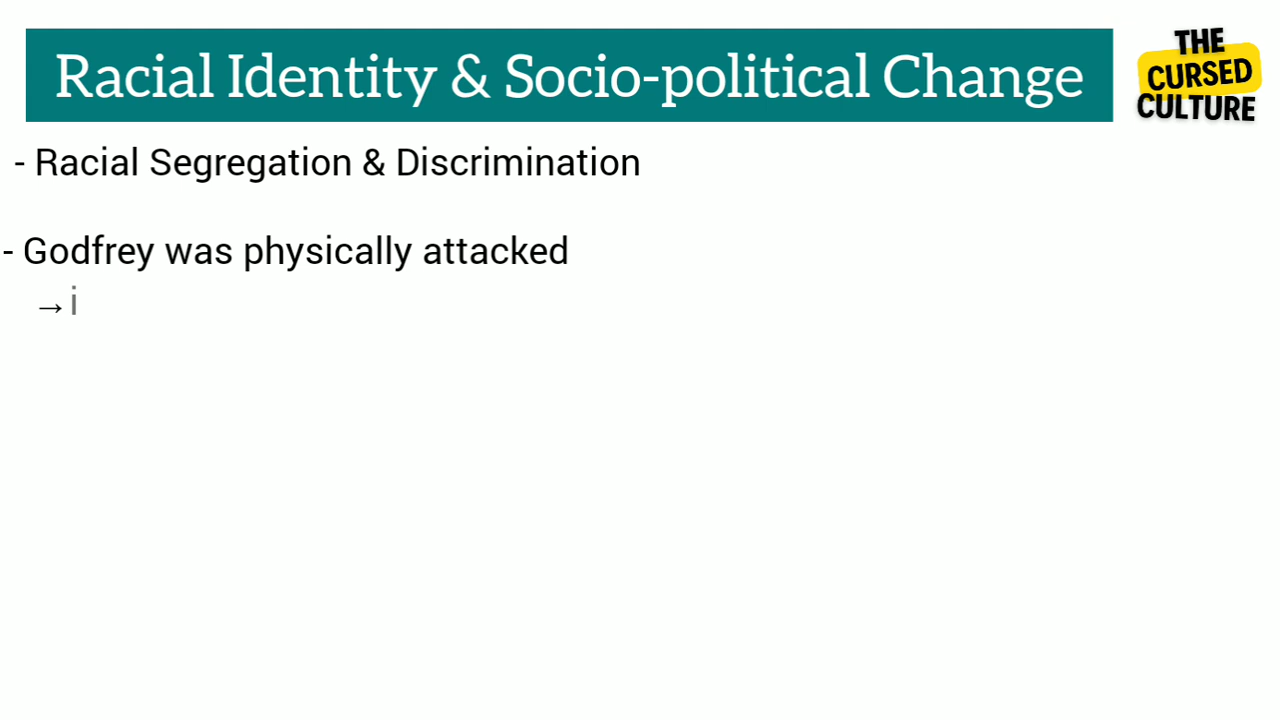 Racial Identity & Socio-political Change
THE
CURSED
CULTURE
- Racial Segregation & Discrimination
- Godfrey was physically attacked
→i